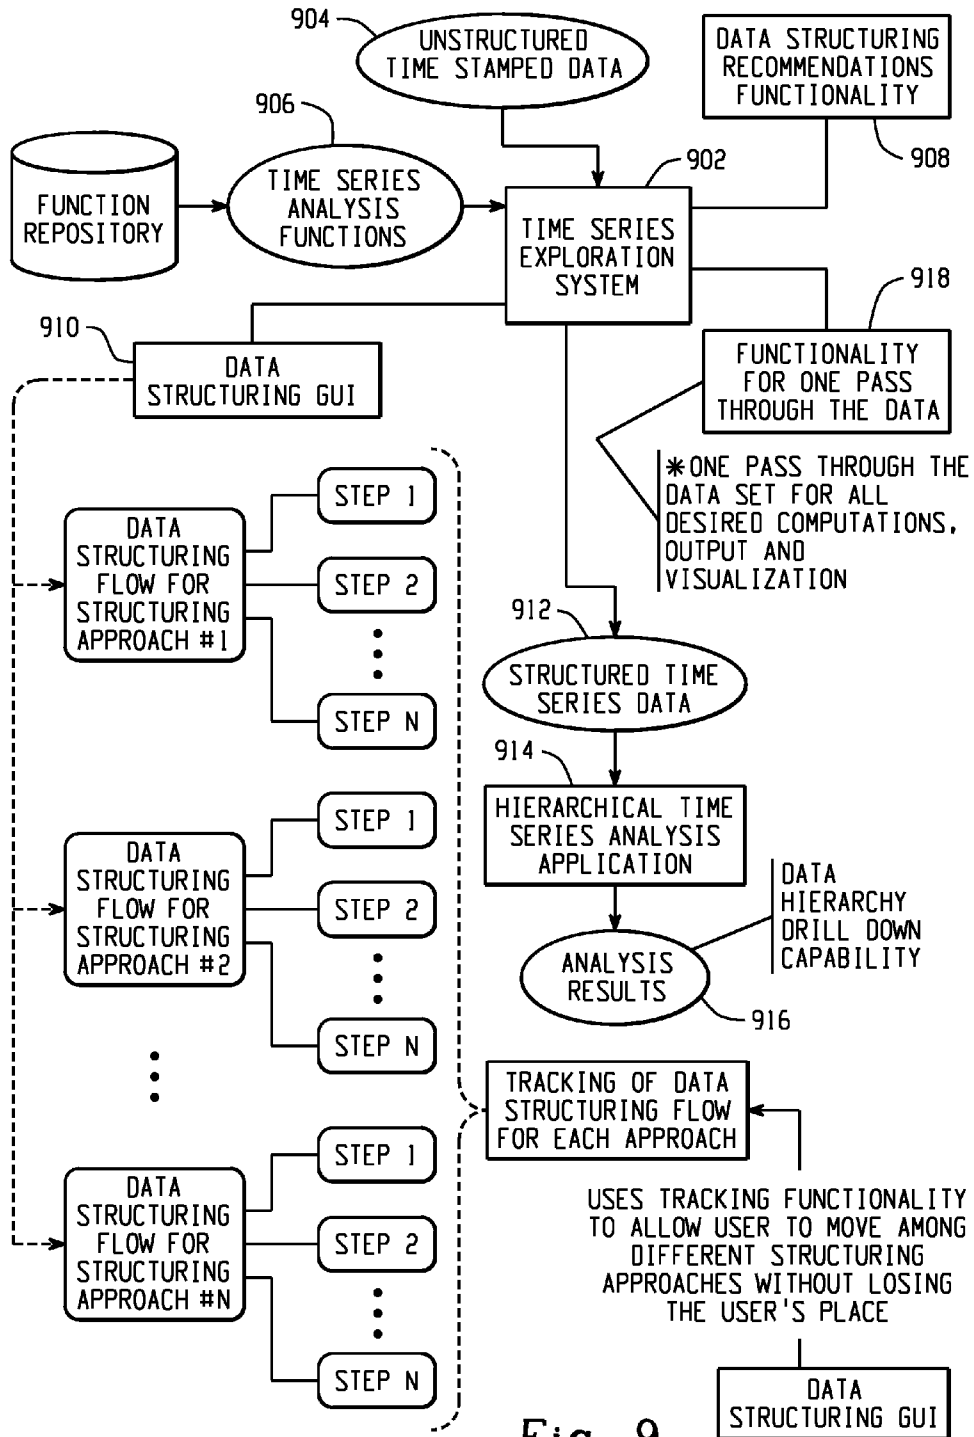 904
UNSTRUCTURED
TIME STAMPED DATA
DATA STRUCTURING
RECOMMENDATIONS
FUNCTIONALITY
908
906
902
FUNCTION
REPOSITORY
TIME SERIES
ANALYSIS
FUNCTIONS
TIME SERIES
EXPLORATION
SYSTEM
918
910
DATA
STRUCTURING GUI
FUNCTIONALITY
FOR ONE PASS
THROUGH THE DATA
*ONE PASS THROUGH THE
DATA SET FOR ALL
DESIRED COMPUTATIONS,
OUTPUT AND
VISUALIZATION
DATA
STRUCTURING
FLOW FOR
STRUCTURING
APPROACH #1
STEP 1
STEP 2
STEP N
912
STRUCTURED TIME
SERIES DATA
914
HIERARCHICAL TIME
SERIES ANALYSIS
APPLICATION
DATA
HIERARCHY
DRILL DOWN
CAPABILITY
ANALYSIS
RESULTS
916
DATA
STRUCTURING
FLOW FOR
STRUCTURING
APPROACH #2
STEP 1
STEP 2
STEP N
TRACKING OF DATA
STRUCTURING FLOW
FOR EACH APPROACH
DATA
STRUCTURING
FLOW FOR
STRUCTURING
APPROACH #N
STEP 1
STEP 2
STEP N
USES TRACKING FUNCTIONALITY
TO ALLOW USER TO MOVE AMONG
DIFFERENT STRUCTURING
APPROACHES WITHOUT LOSING
THE USER'S PLACE
DATA
STRUCTURING GUI
Fig. 9